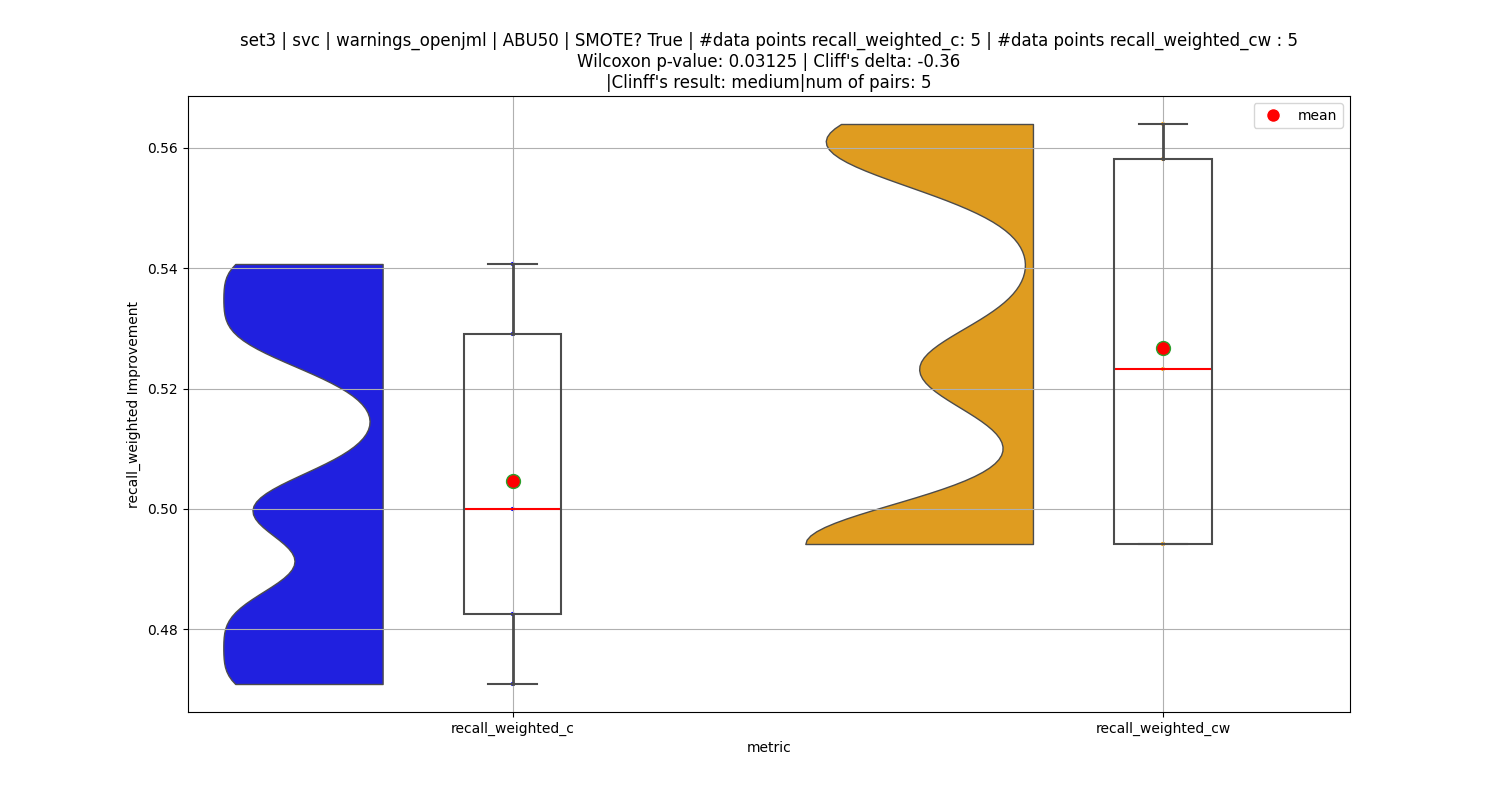 set3 | svc | warnings_openjml | ABU50 | SMOTE? True | #data points recall_weighted_c: 5 | #data points recall_weighted_cw : 5
Wilcoxon p-value: 0.03125 | Cliff's delta: -0.36
|Clinff's result: medium|num of pairs: 5
mean
0.56
0.54
0.52
0.50
0.48
recall_weighted Improvement
recall_weighted_c
recall_weighted_cw
metric